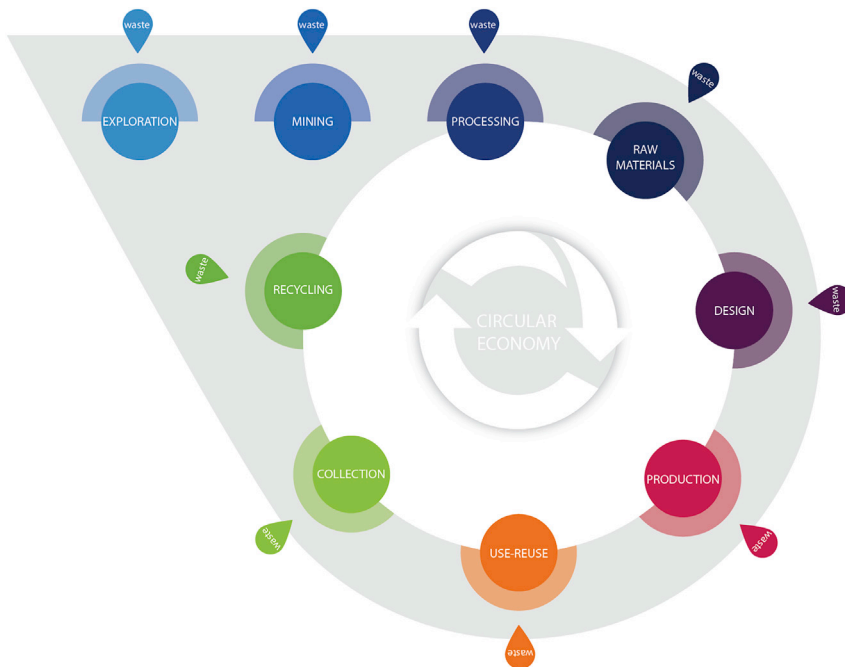 waste
waste
waste
waste
EXPLORATION
MINING
PROCESSING
RAW
MATERIALS
waste
RECYCLING
DESIGN
waste
CIRCULAR
ECONOMY
COLLECTION
PRODUCTION
waste
waste
USE-REUSE
waste